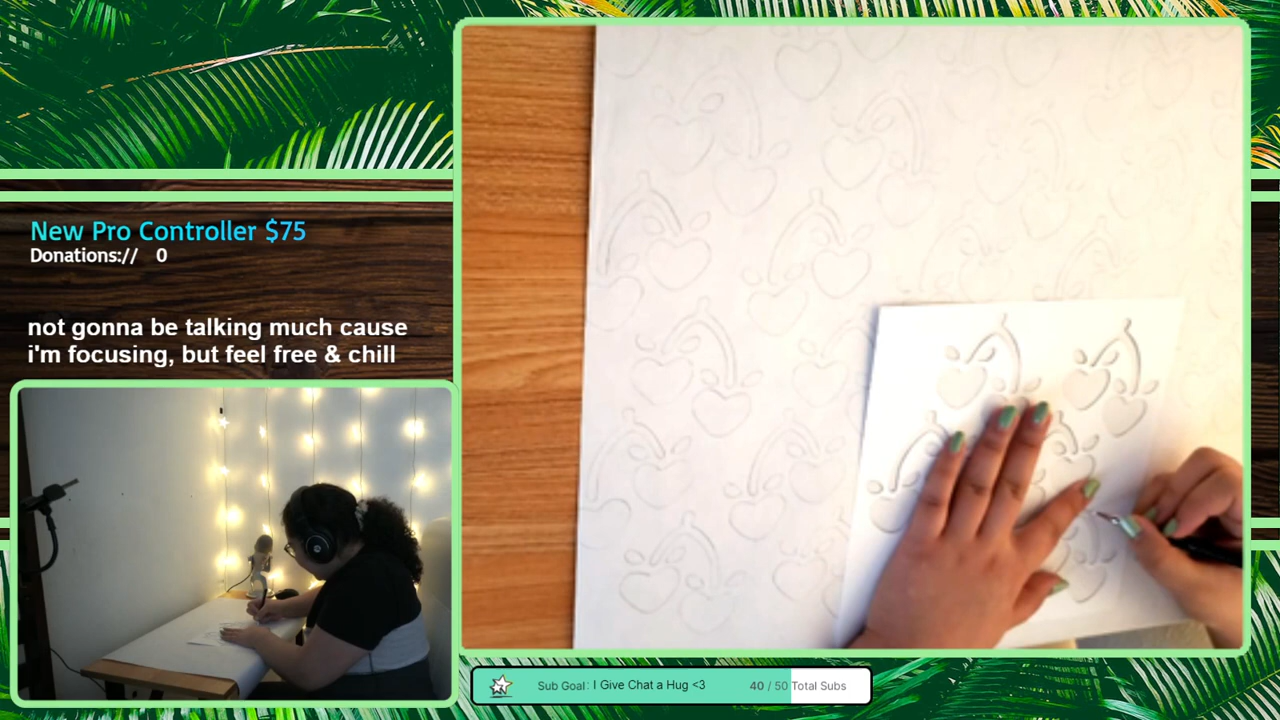 New Pro Controller $75
Donations:// 0
not gonna be talking much cause
i'm focusing, but feel free & chill
Sub Goal: I Give Chat a Hug <3 40 / 50 Total Subs